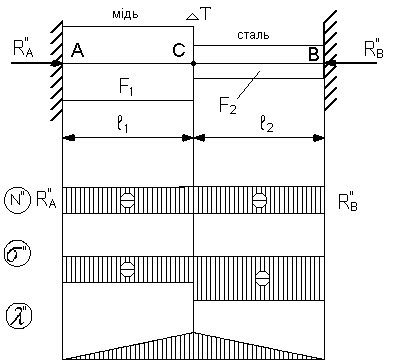 мідь
△T
сталь
R"A
A
C
B
R"B
F1
F2
ℓ1
ℓ2
N"
R"A
⊖
⊖
R"B
σ"
⊖
⊖
λ"